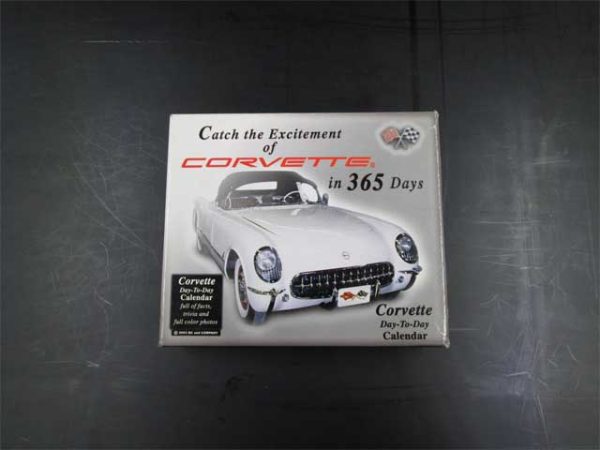 Catch the Excitement
of
CORVETTE®
in 365 Days
Corvette
Day-To-Day
Calendar
full of facts,
trivia and
full color photos
Corvette
Day-To-Day
Calendar